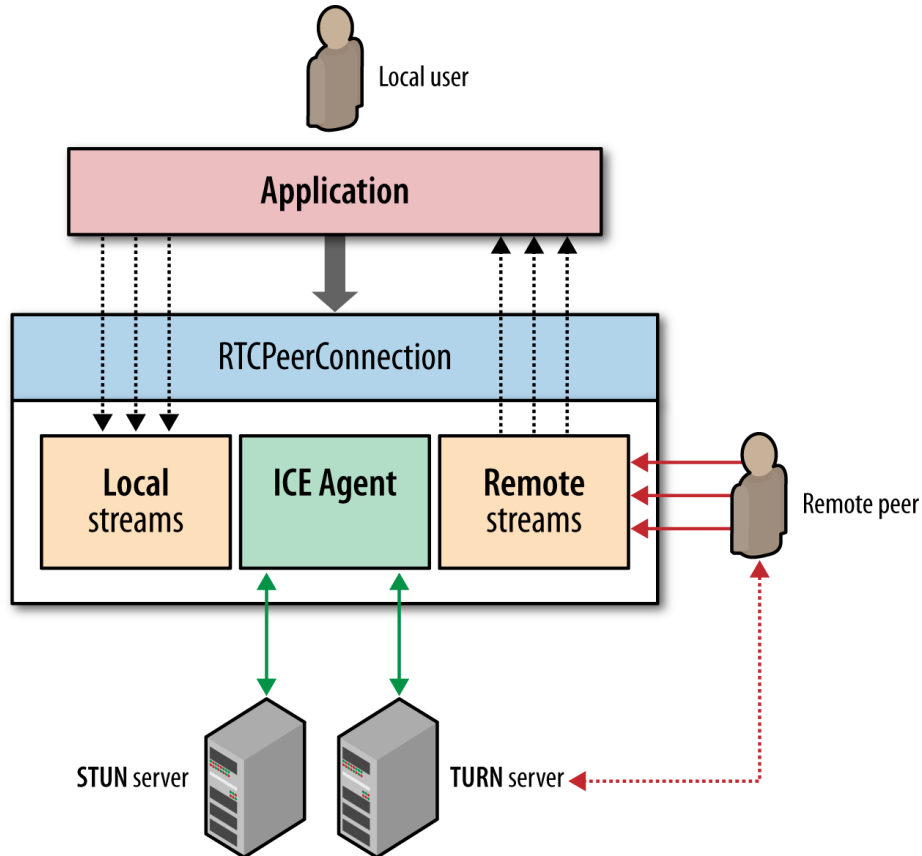 Local user
Application
RTCPeerConnection
Local
streams
ICE Agent
Remote
streams
Remote peer
STUN server
TURN server